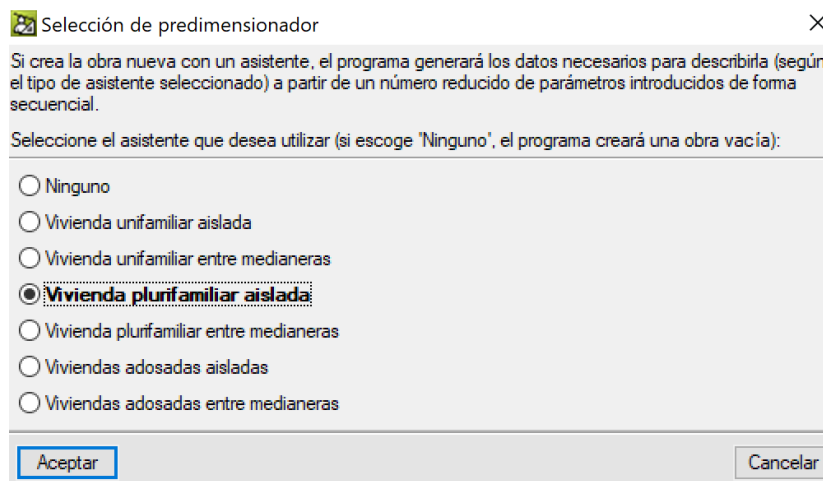 Selección de predimensionador
Si crea la obra nueva con un asistente, el programa generará los datos necesarios para describirla (según
el tipo de asistente seleccionado) a partir de un número reducido de parámetros introducidos de forma
secuencial.
Seleccione el asistente que desea utilizar (si escoge 'Ninguno', el programa creará una obra vacía):
Ninguno
Vivienda unifamiliar aislada
Vivienda unifamiliar entre medianeras
Vivienda plurifamiliar aislada
Vivienda plurifamiliar entre medianeras
Viviendas adosadas aisladas
Viviendas adosadas entre medianeras
Aceptar
Cancelar